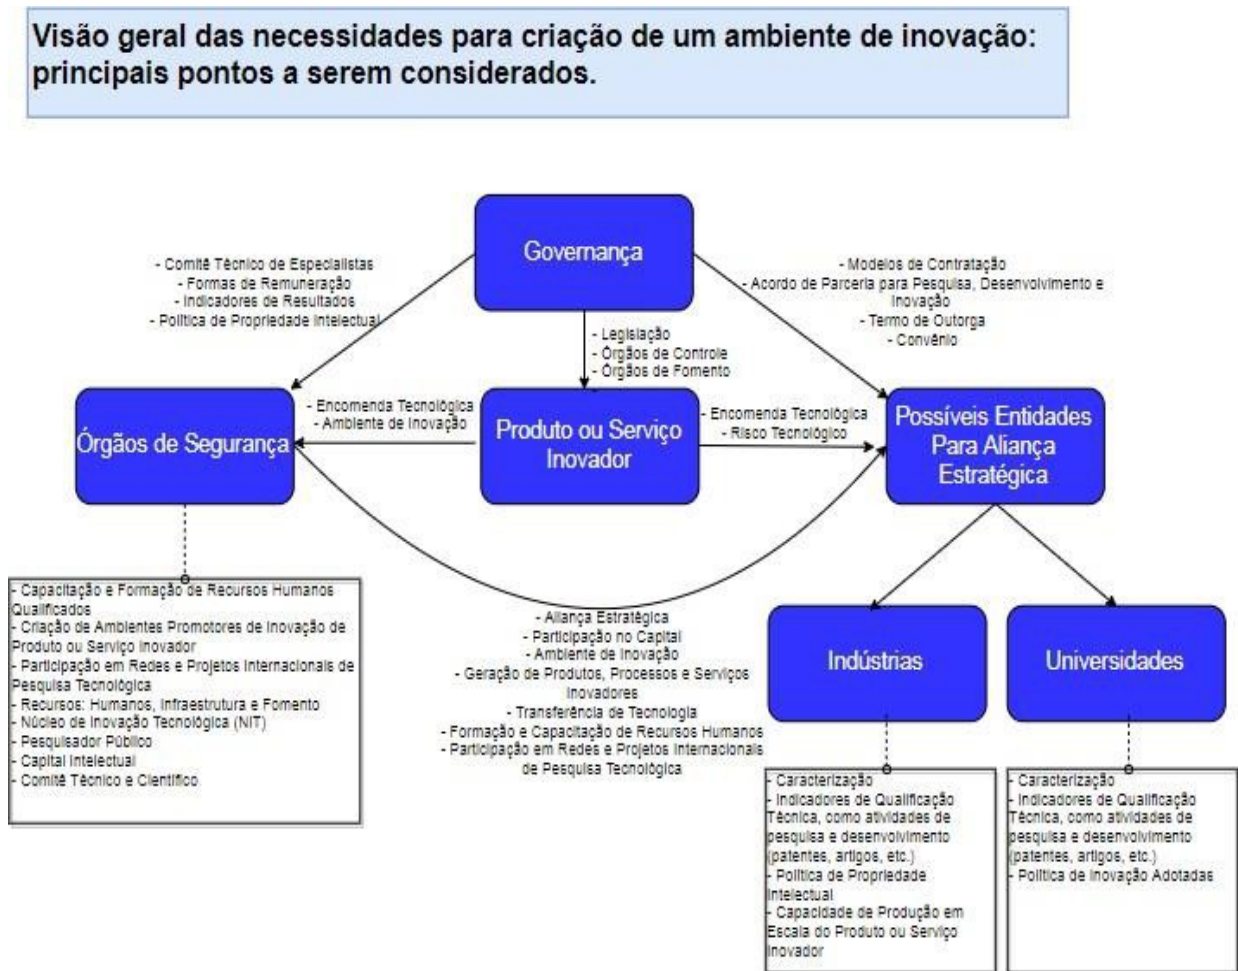 Visão geral das necessidades para criação de um ambiente de inovação:
principais pontos a serem considerados.
Governança
- Comitê Técnico de Especialistas
- Formas de Remuneração
- Indicadores de Resultados
- Política de Propriedade Intelectual
- Legislação
- Órgãos de Controle
- Órgãos de Fomento
-
- Modelos de Contratação
- Acordo de Parceria para Pesquisa, Desenvolvimento e
Inovação
- Termo de Outorga
- Convênio
Órgãos de Segurança
- Encomenda Tecnológica
- Ambiente de Inovação
Produto ou Serviço
Inovador
- Encomenda Tecnológica
- Risco Tecnológico
Possíveis Entidades
Para Aliança
Estratégica
- Capacitação e Formação de Recursos Humanos
Qualificados
- Criação de Ambientes Promotores de Inovação de
Produto ou Serviço Inovador
- Participação em Redes e Projetos Internacionais de
Pesquisa Tecnológica
- Recursos: Humanos, Infraestrutura e Fomento
- Núcleo de Inovação Tecnológica (NIT)
- Pesquisador Público
- Capital Intelectual
- Comitê Técnico e Científico
- Aliança Estratégica
- Participação no Capital
- Ambiente de Inovação
- Geração de Produtos, Processos e Serviços
Inovadores
- Transferência de Tecnologia
- Formação e Capacitação de Recursos Humanos
- Participação em Redes e Projetos Internacionais
de Pesquisa Tecnológica
Indústrias
Universidades
- Caracterização
- Indicadores de Qualificação
Técnica, como atividades de
pesquisa e desenvolvimento
(patentes, artigos, etc.)
- Política de Propriedade
Intelectual
- Capacidade de Produção em
Escala do Produto ou Serviço
Inovador
- Caracterização
- Indicadores de Qualificação
Técnica, como atividades de
pesquisa e desenvolvimento
(patentes, artigos, etc.)
- Política de Inovação Adotadas